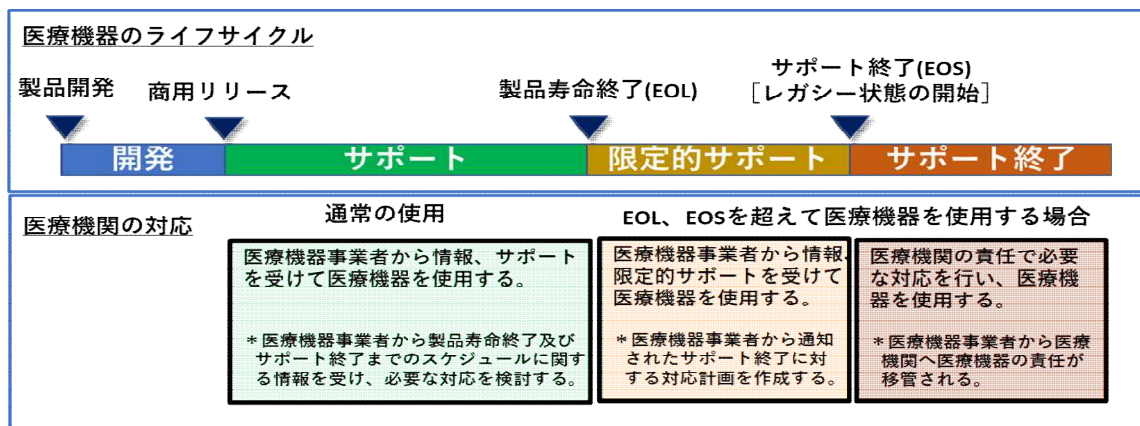 医療機器のライフサイクル
製品開発
商用リリース
製品寿命終了(EOL)
サポート終了(EOS)
［レガシー状態の開始］
開発
サポート
限定的サポート
サポート終了
医療機関の対応
通常の使用
EOL、EOSを超えて医療機器を使用する場合
医療機器事業者から情報、サポート
を受けて医療機器を使用する。
＊医療機器事業者から製品寿命終了及び
サポート終了までのスケジュールに関す
る情報を受け、必要な対応を検討する。
医療機器事業者から情報、
限定的サポートを受けて
医療機器を使用する。
＊医療機器事業者から通知
されたサポート終了に対
する対応計画を作成する。
医療機関の責任で必要
な対応を行い、医療機
器を使用する。
＊医療機器事業者から医療
機関へ医療機器の責任が
移管される。